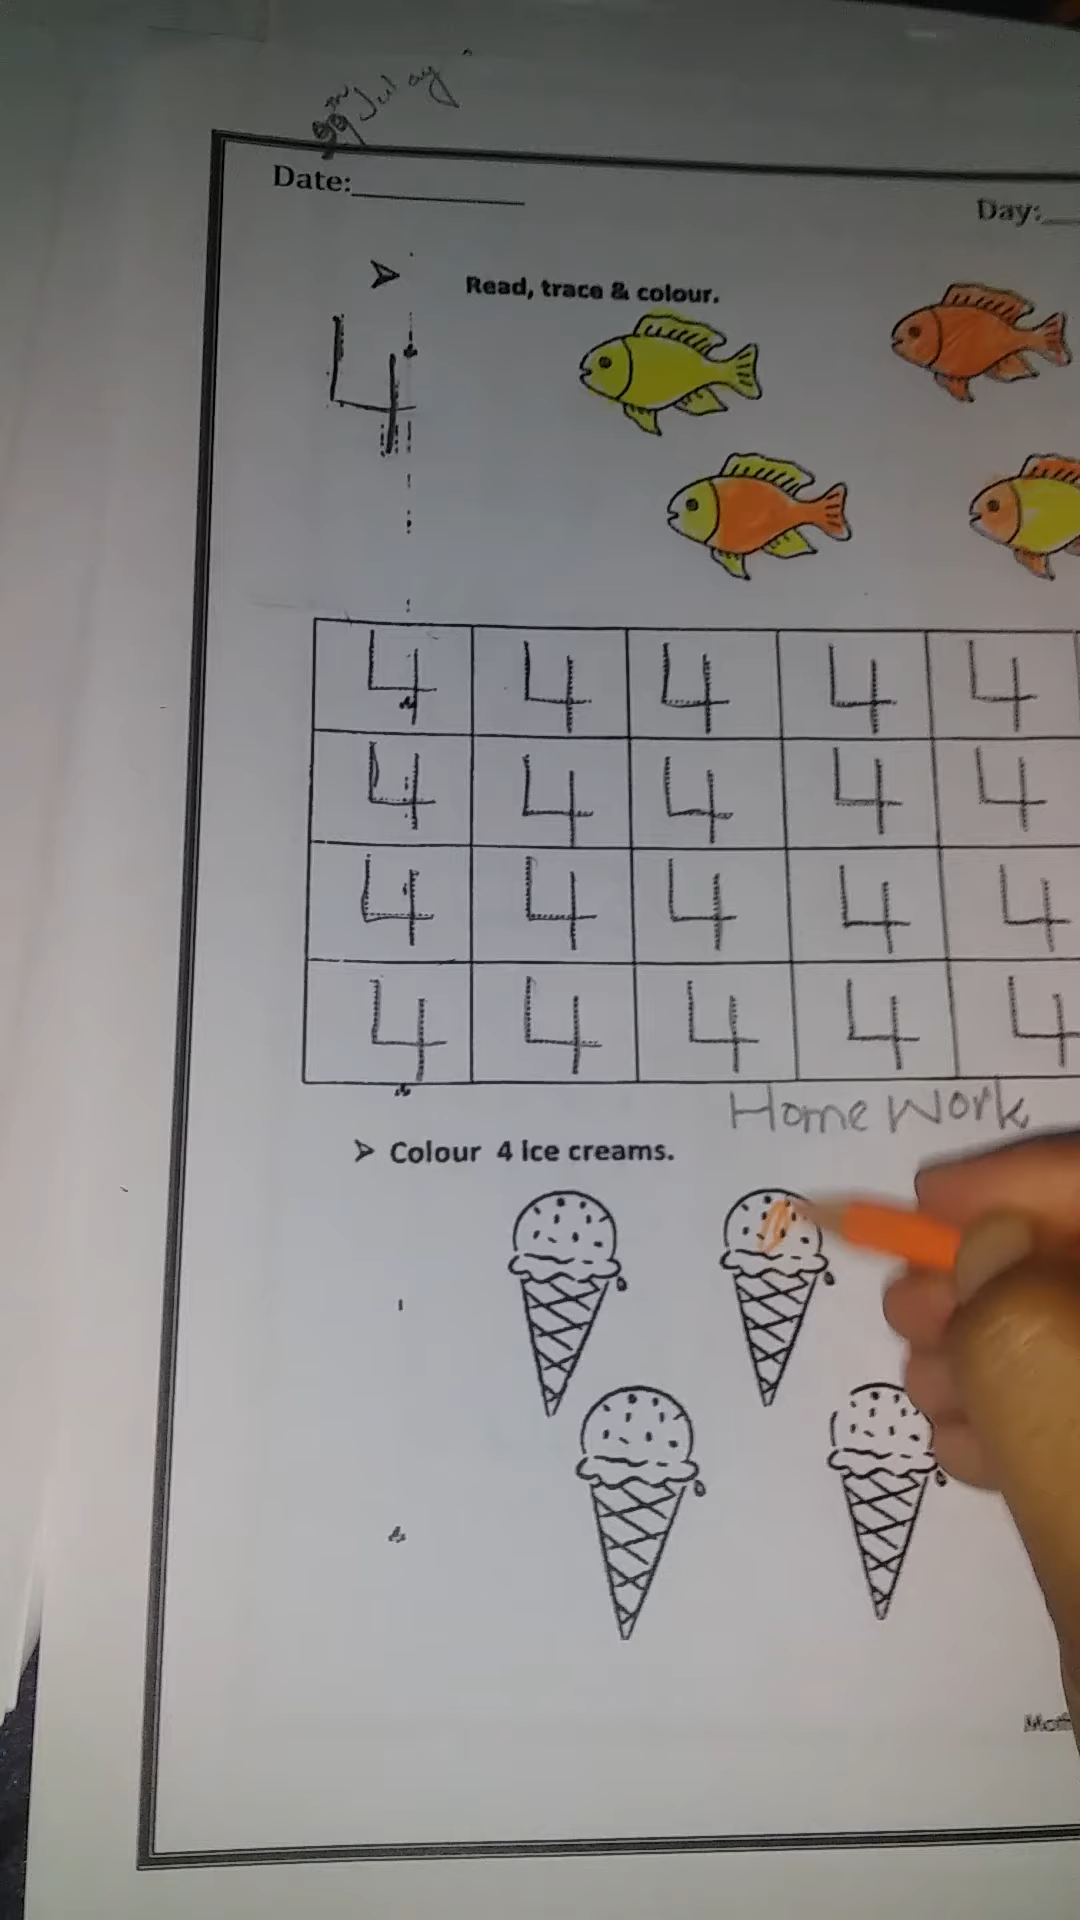 July
Date:
Day:
➤ Read, trace & colour.
4
4 4 4 4 4
4 4 4 4 4
4 4 4 4 4
4 4 4 4 4
Home Work
➤ Colour 4 Ice creams.